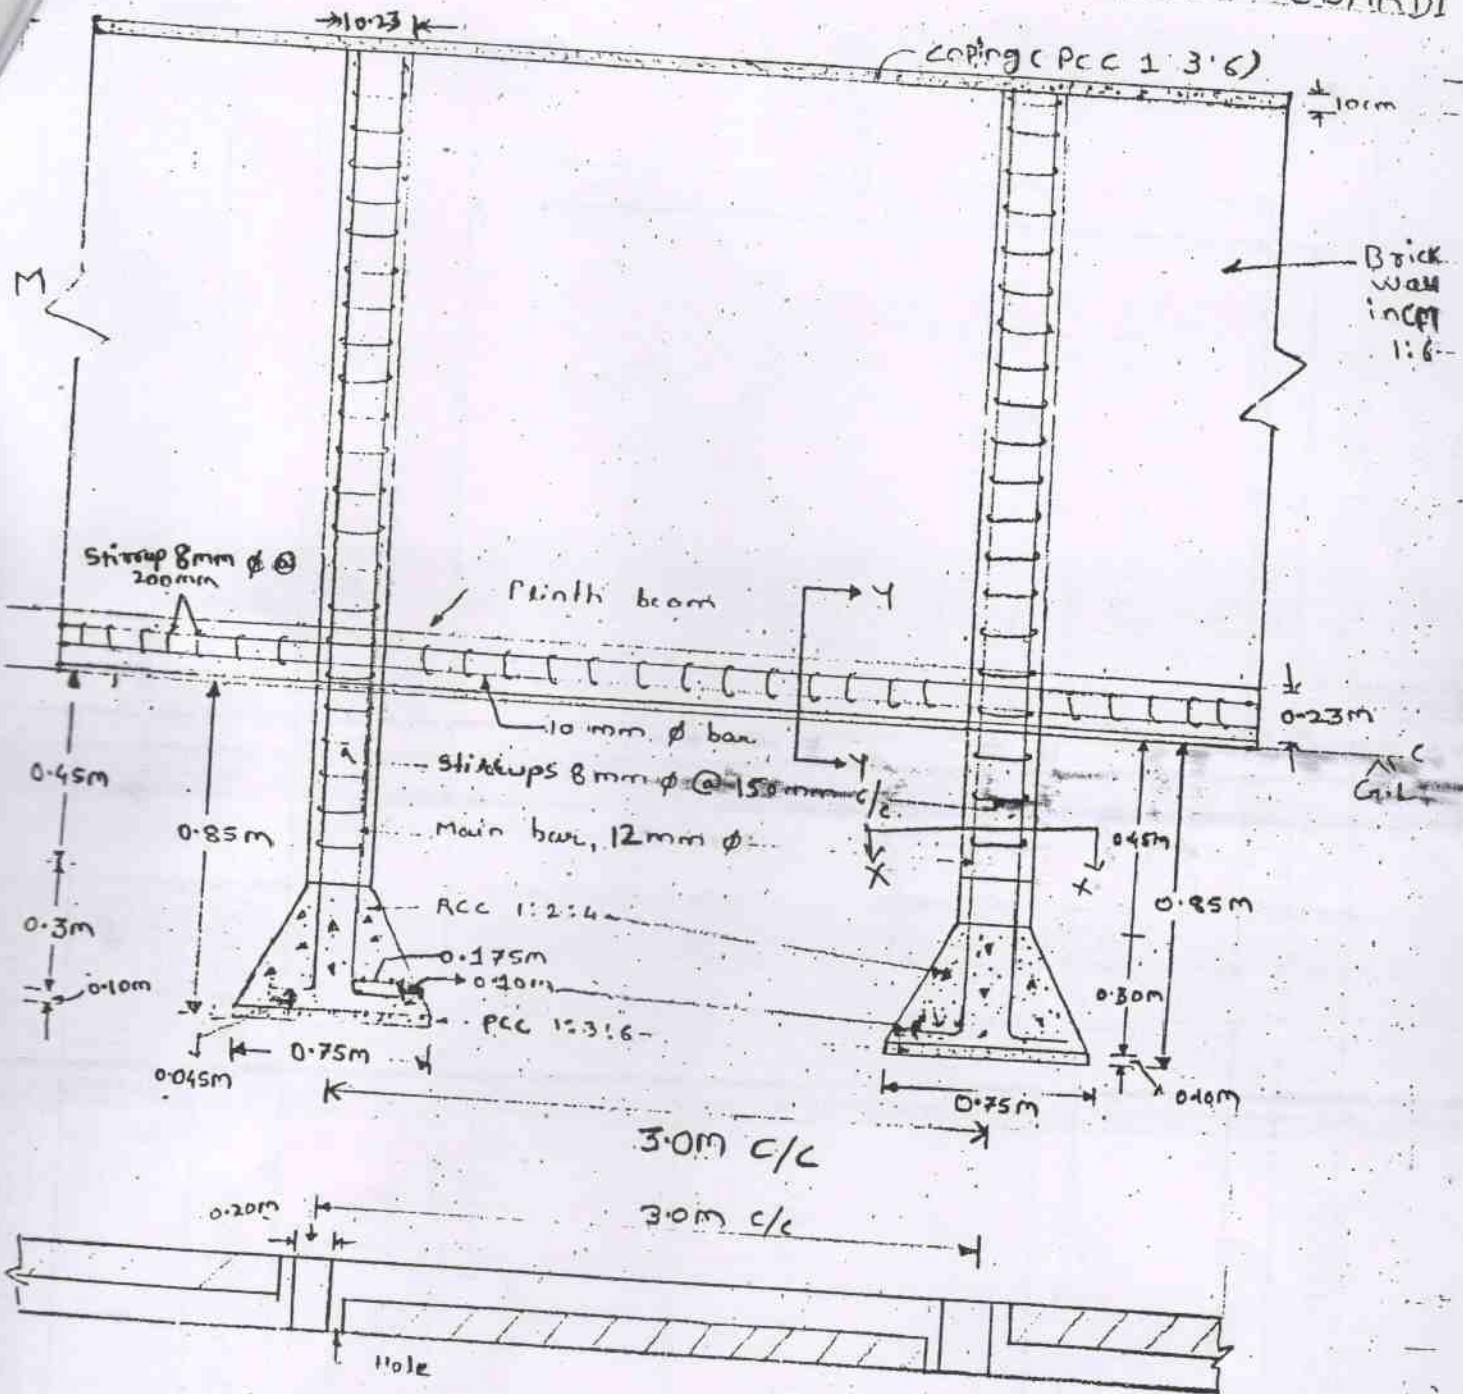 10.23
coping (PCC 1:3:6)
10cm
M
Brick
wall
in CM
1:6
Stirrup 8mm ϕ @
200mm
Plinth beam
Y
0.23m
10 mm ϕ bar
Y
G.L.
Stirrups 8mm ϕ @ 150mm c/c
0.45m
0.85m
Main bar, 12mm ϕ
X
X
0.45m
0.85m
RCC 1:2:4
0.3m
0.175m
0.10m
0.10m
0.30m
PCC 1:3:6
0.75m
0.045m
0.75m
0.10m
3.0m C/C
0.20m
3.0m c/c
Hole